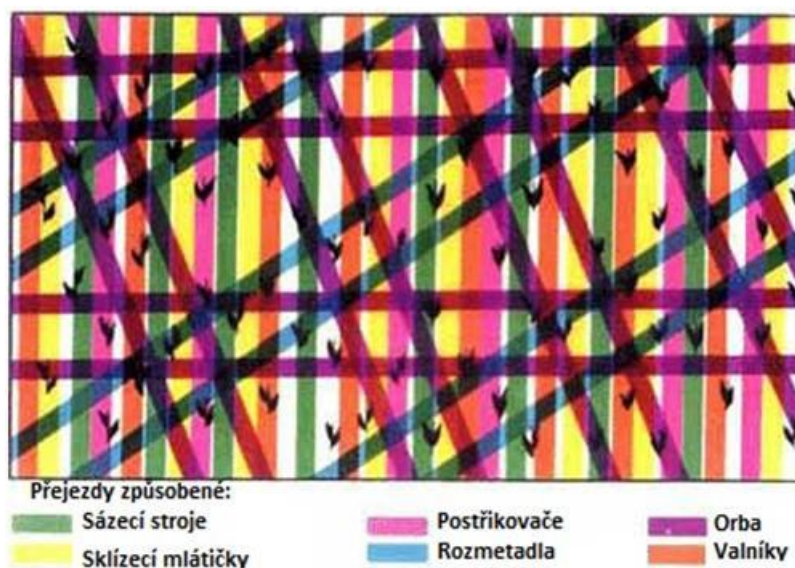 Přejezdy způsobené:
Sázecí stroje
Postřikovače
Orba
Sklízecí mlátičky
Rozmetadla
Valníky